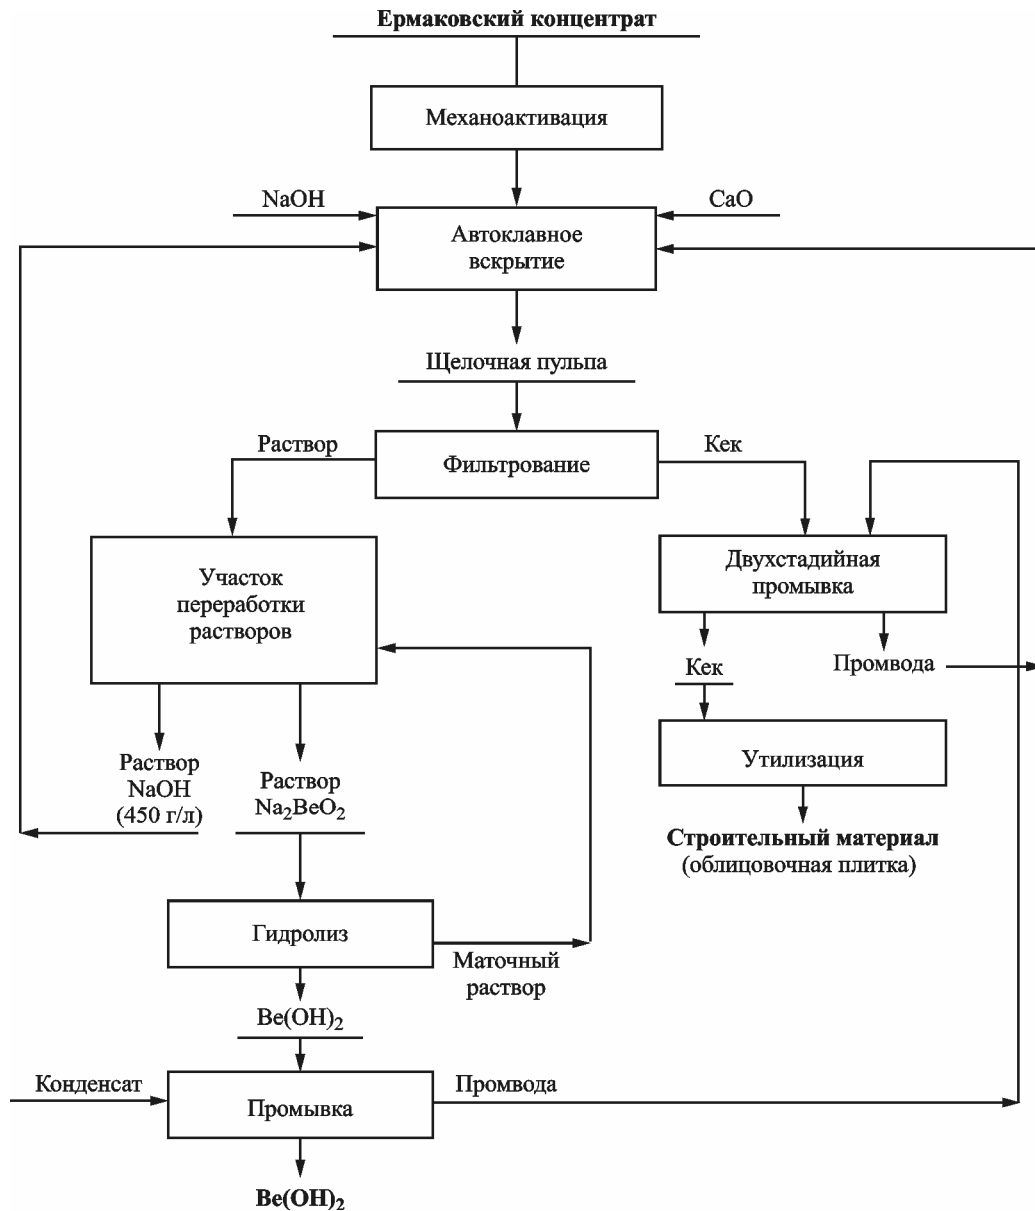 Ермаковский концентрат
Механоактивация
NaOH
CaO
Автоклавное
вскрытие
Щелочная пульпа
Раствор
Кек
Фильтрование
Двухстадийная
промывка
Участок
переработки
растворов
Кек
Промвода
Раствор
NaOH
(450 г/л)
Раствор
Na₂BeO₂
Утилизация
Строительный материал
(облицовочная плитка)
Гидролиз
Маточный
раствор
Be(OH)₂
Конденсат
Промвода
Промывка
Be(OH)₂